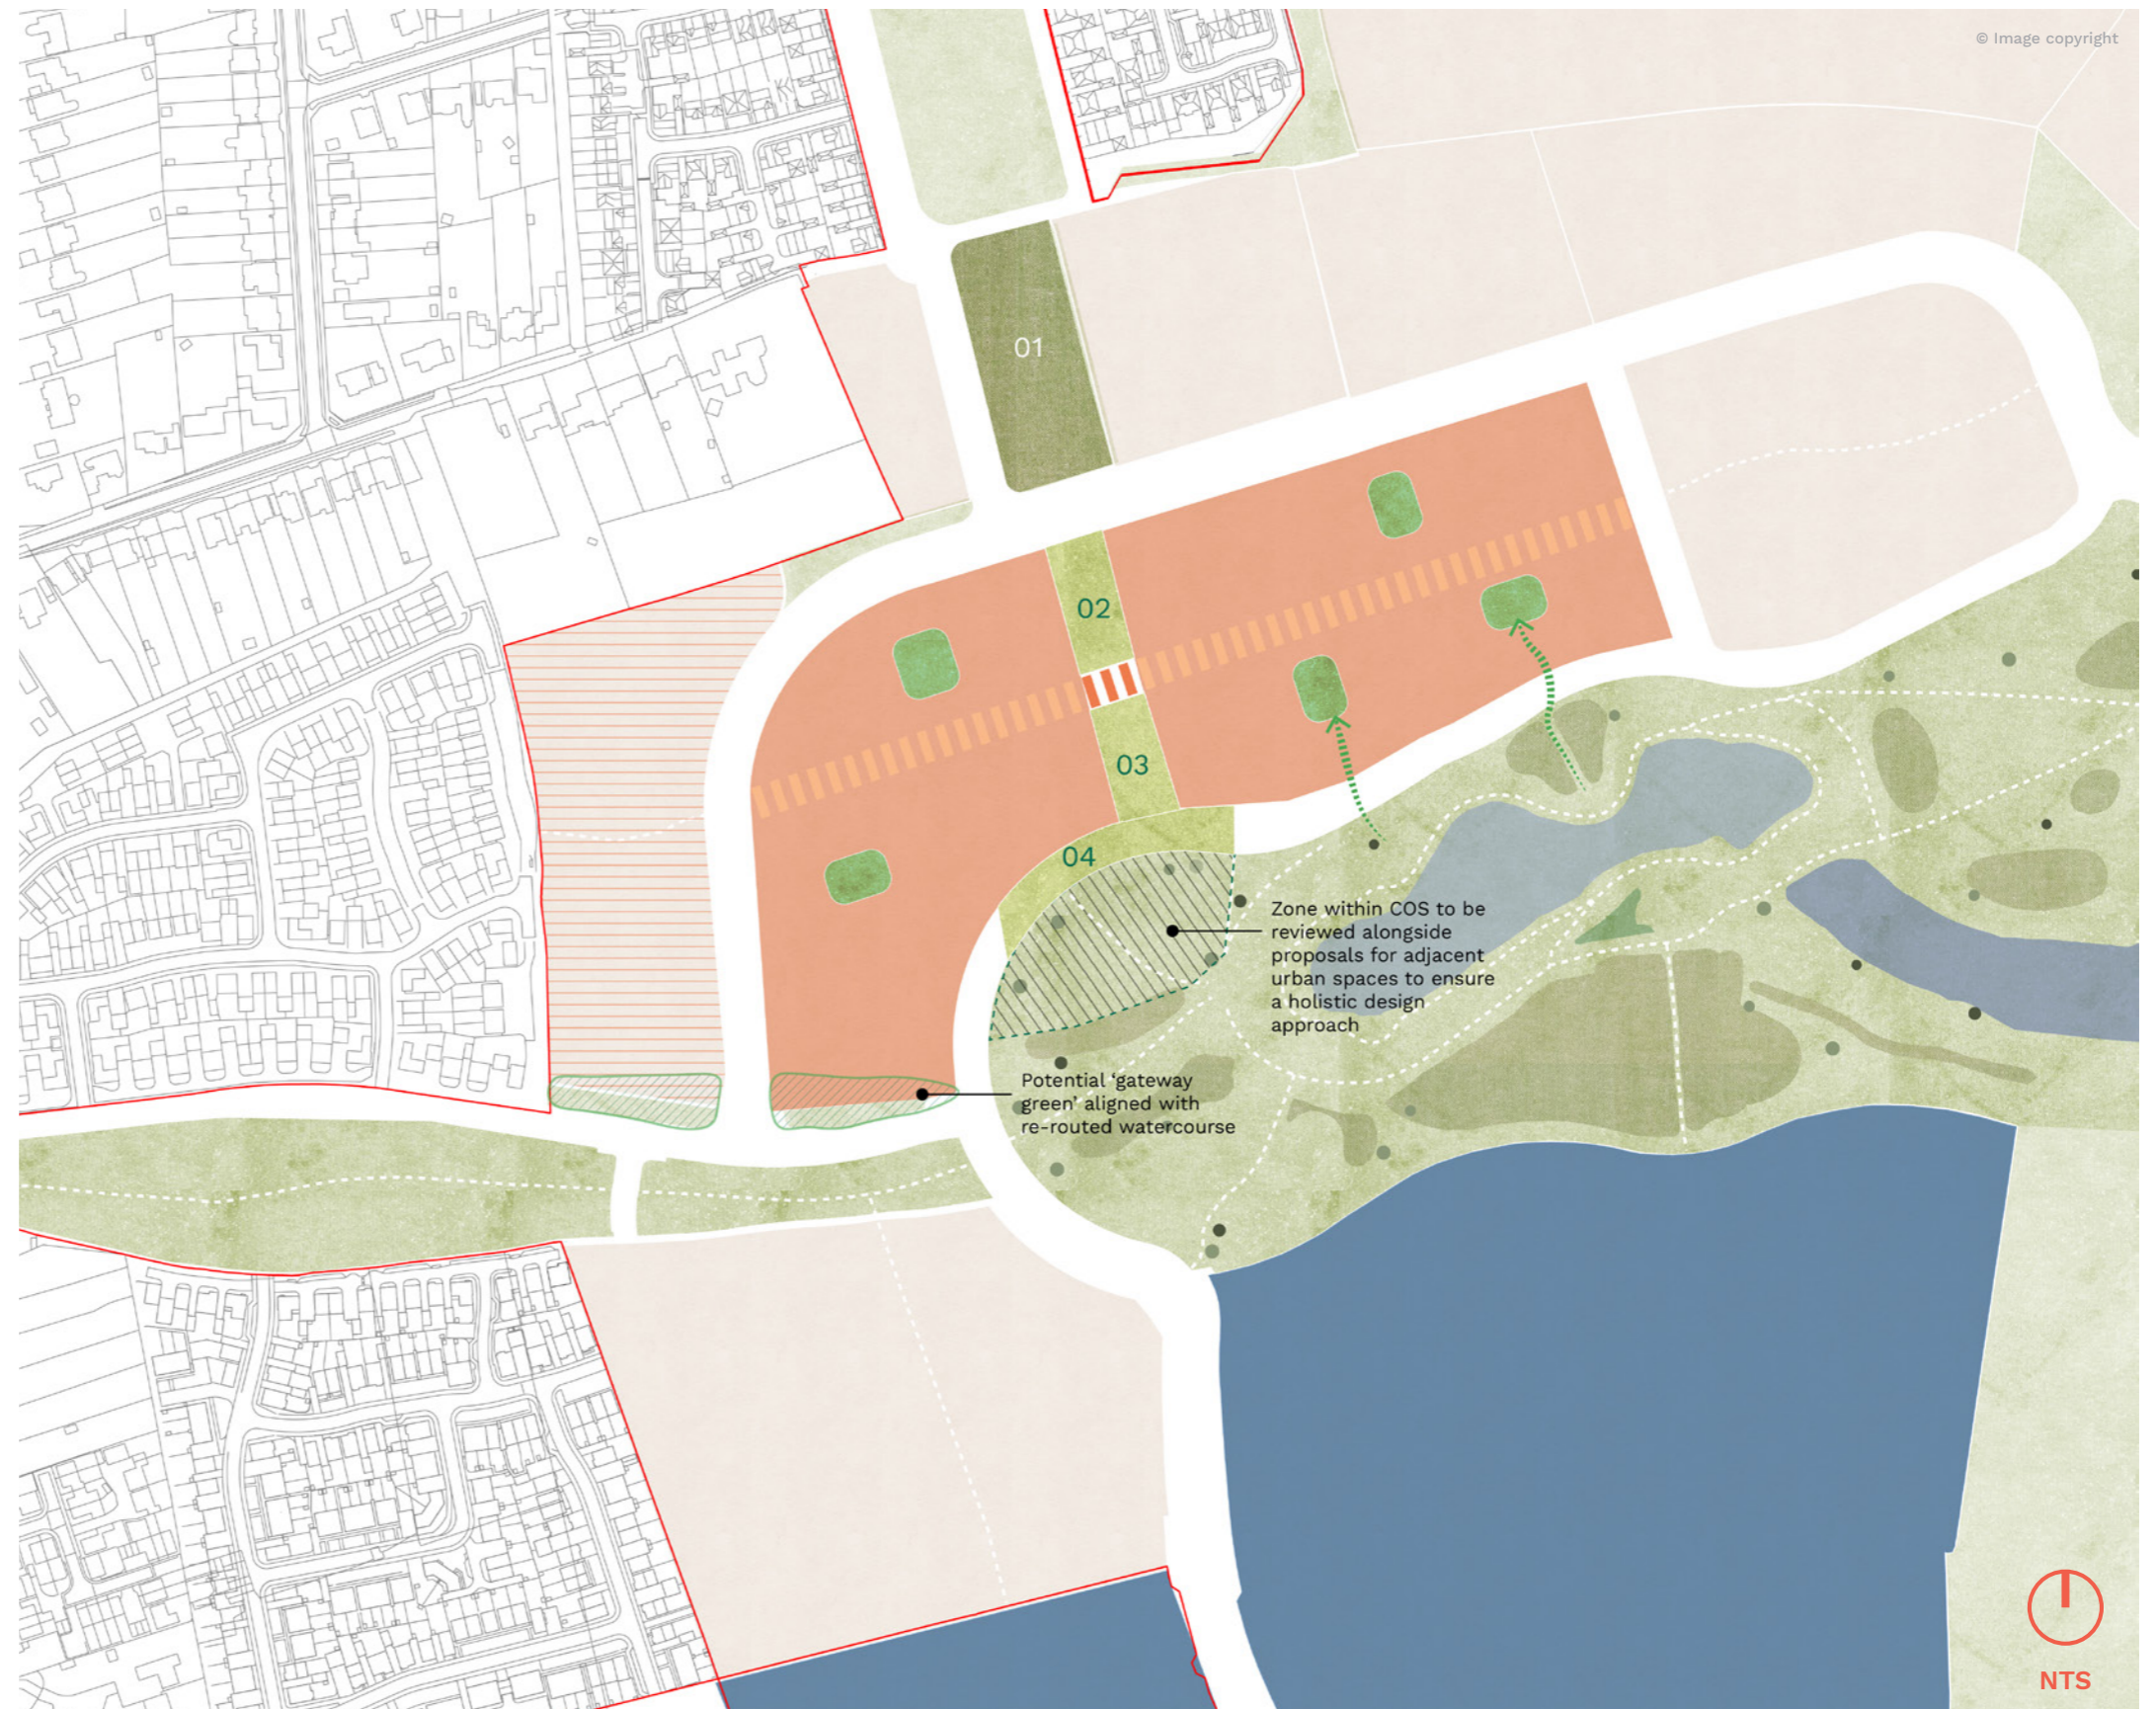 © Image copyright
01
02
03
04
Zone within COS to be
reviewed alongside
proposals for adjacent
urban spaces to ensure
a holistic design
approach
Potential ‘gateway
green’ aligned with
re-routed watercourse
NTS